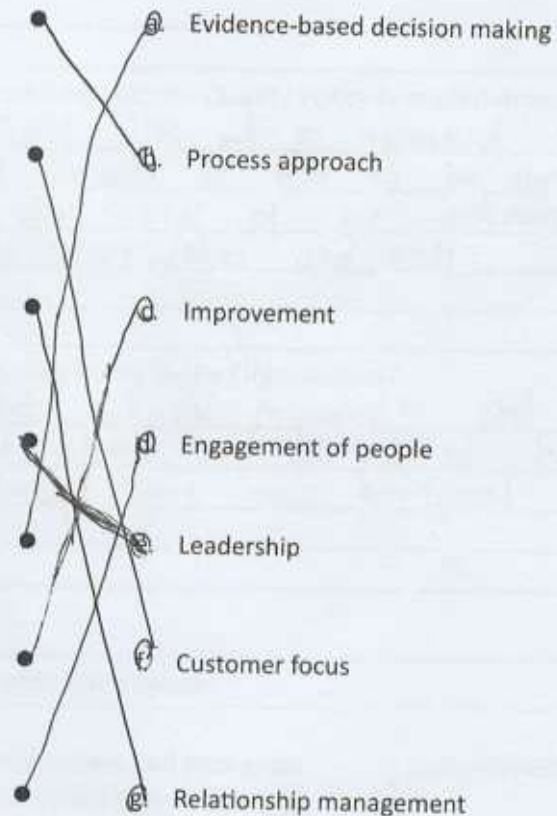 a. Evidence-based decision making
b. Process approach
c. Improvement
d. Engagement of people
e. Leadership
f. Customer focus
g. Relationship management